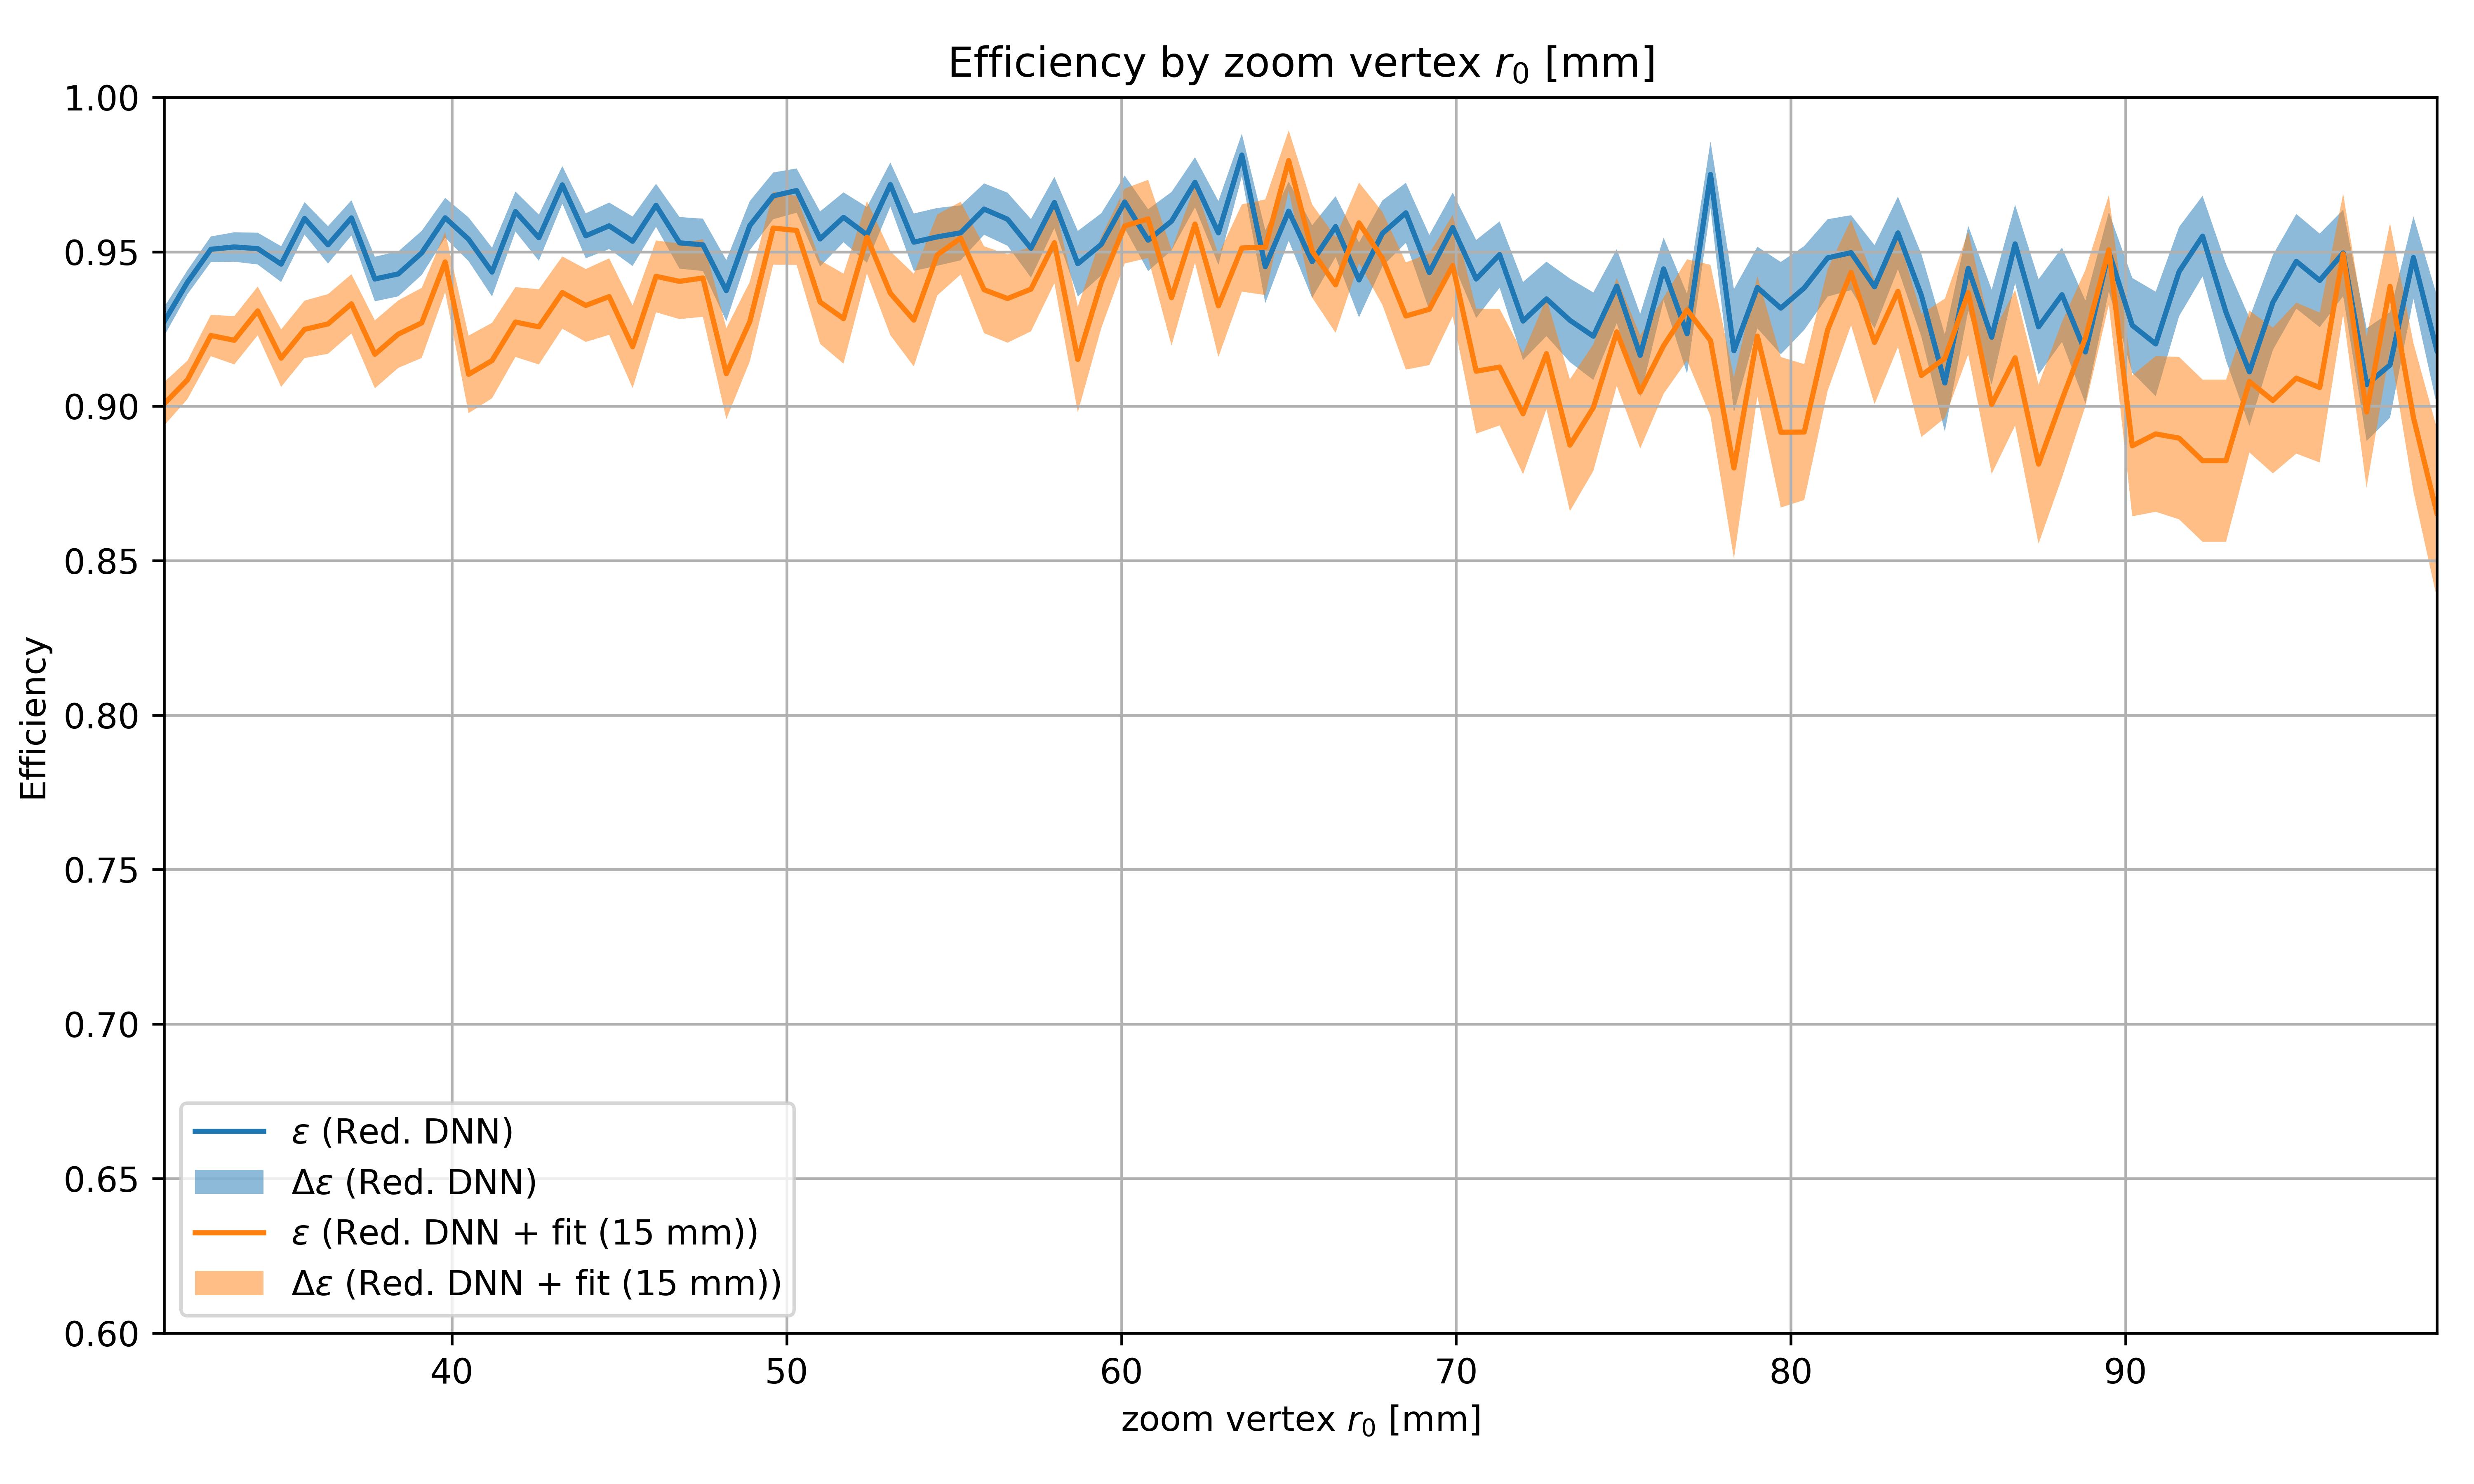 Efficiency by zoom vertex r₀ [mm]
1.00
0.95
0.90
0.85
0.80
0.75
0.70
0.65
0.60
Efficiency
ε (Red. DNN)
Δε (Red. DNN)
ε (Red. DNN + fit (15 mm))
Δε (Red. DNN + fit (15 mm))
40 50 60 70 80 90
zoom vertex r₀ [mm]